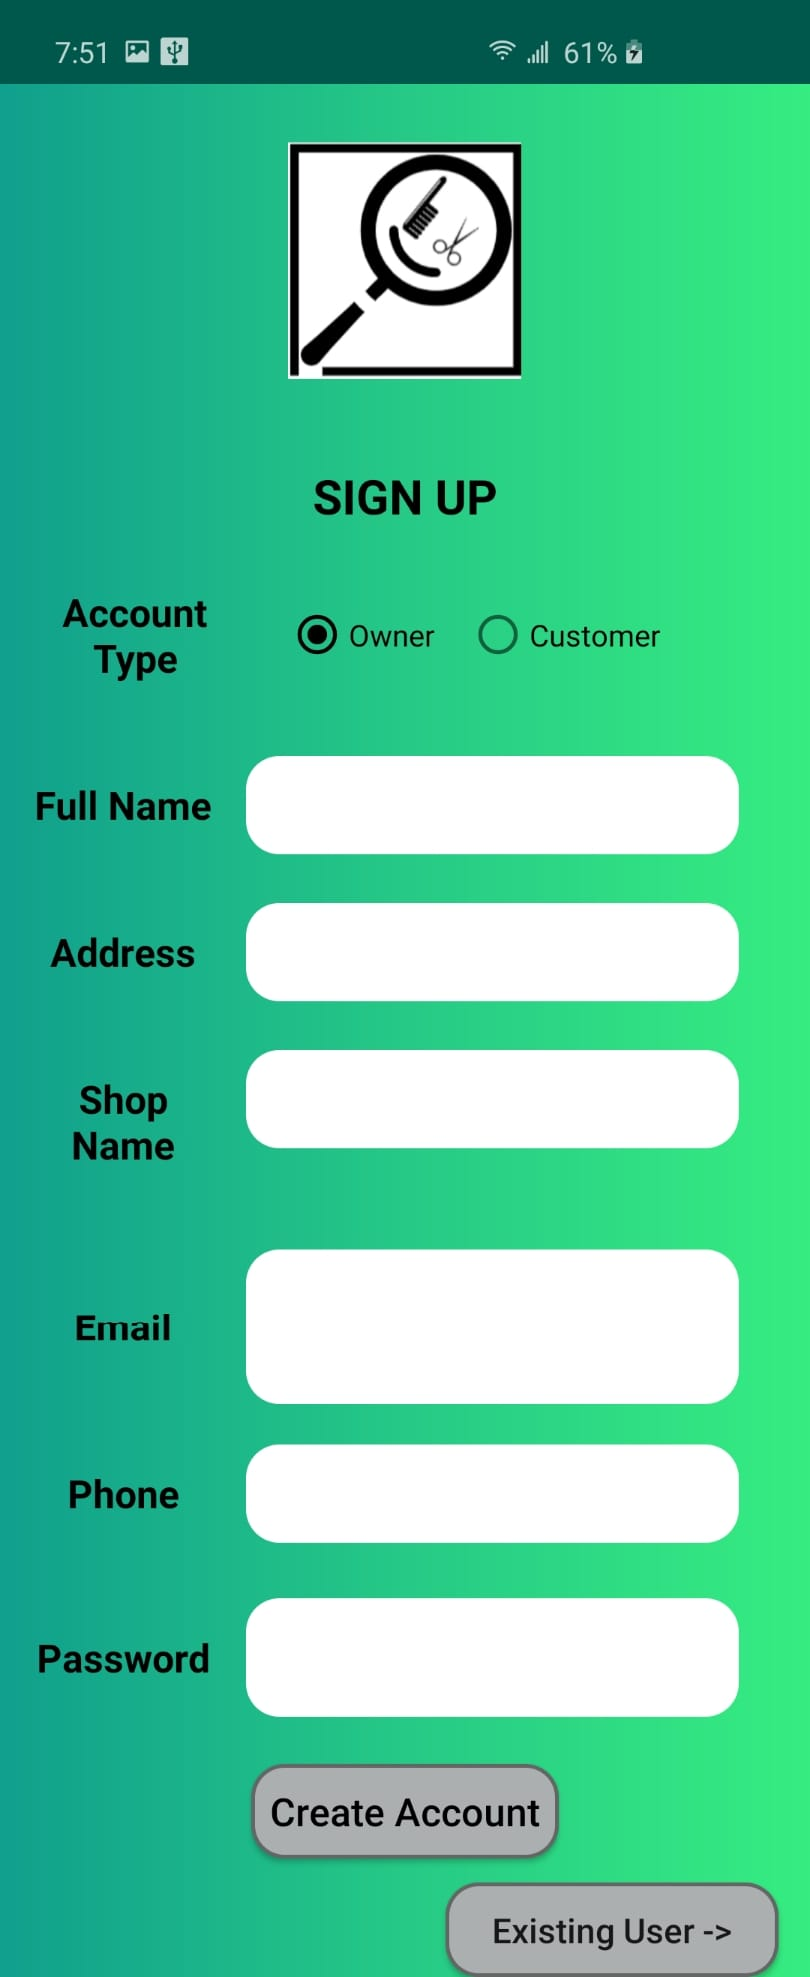 7:51 61%
SIGN UP
Account
Type
Owner Customer
Full Name
Address
Shop
Name
Email
Phone
Password
Create Account
Existing User ->